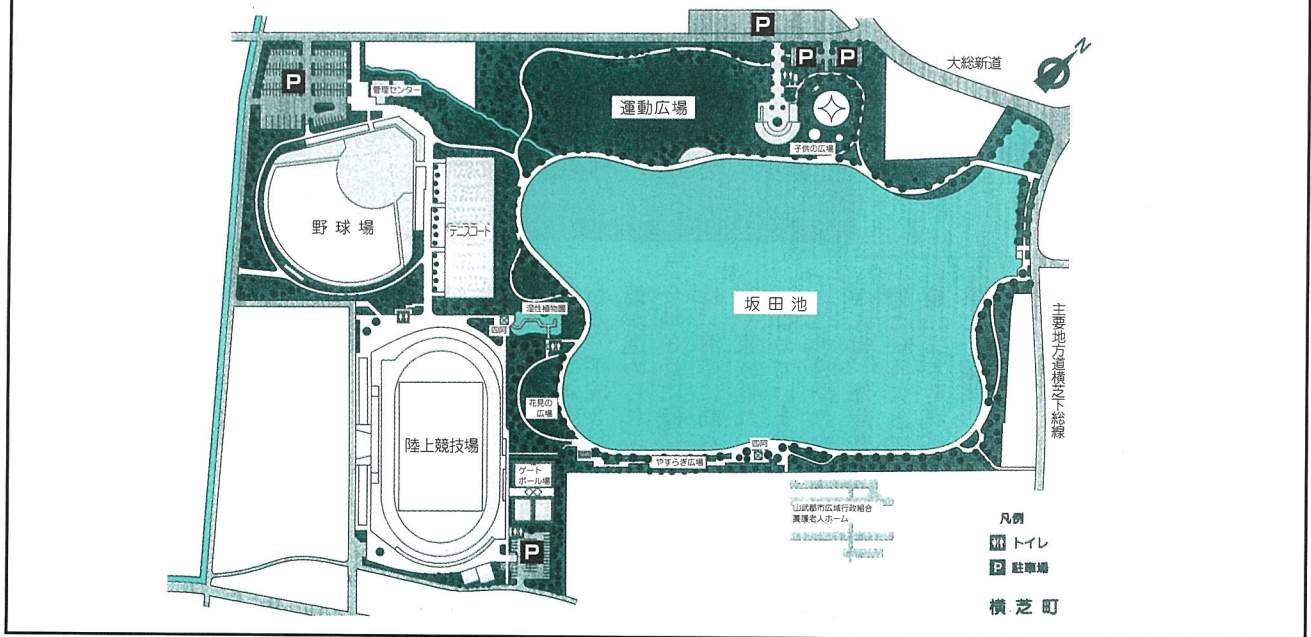 P
P
P
P
大総新道
N
管理センター
運動広場
子供の広場
野球場
テニスコート
坂田池
湿性植物園
四阿
主要地方道横芝下総線
花見の
広場
陸上競技場
四阿
やすらぎ広場
ゲート
ボール場
山武郡市広域行政組合
養護老人ホーム
P
凡例
トイレ
P 駐車場
横芝町